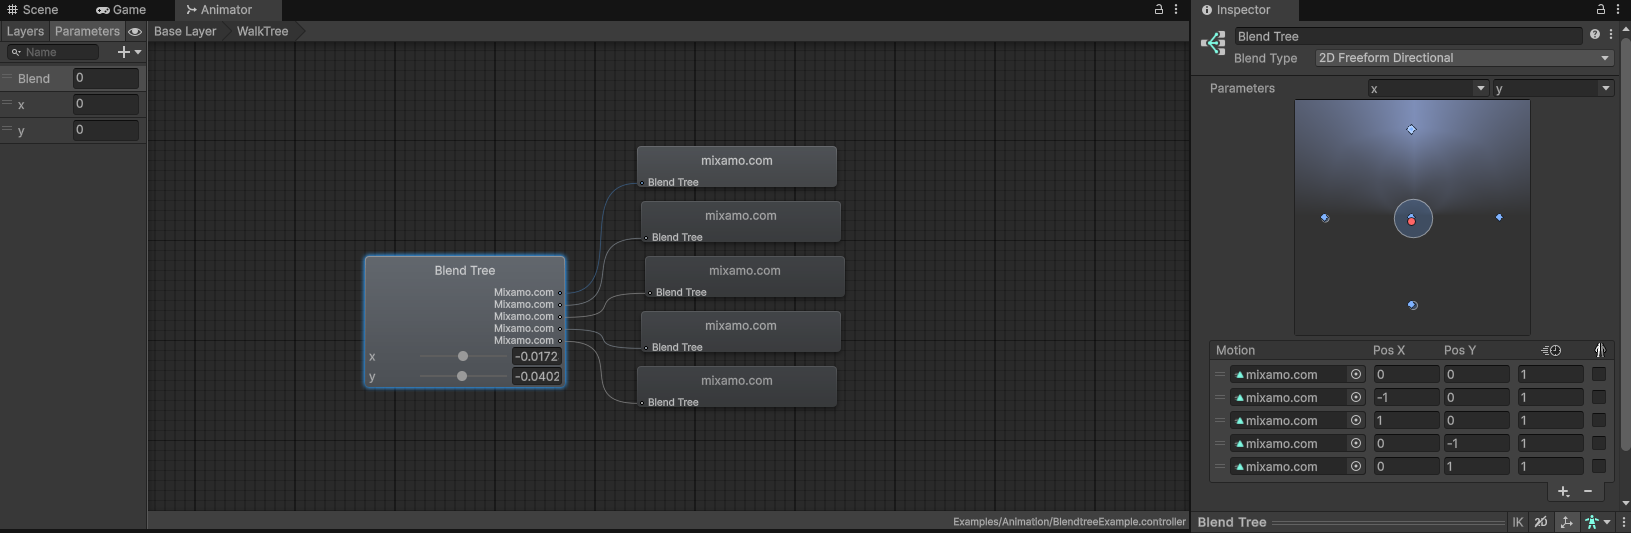 Scene Game Animator
Layers Parameters
Name
Blend 0
x 0
y 0
Base Layer WalkTree
mixamo.com
Blend Tree
mixamo.com
Blend Tree
mixamo.com
Blend Tree
mixamo.com
Blend Tree
mixamo.com
Blend Tree
Blend Tree
Mixamo.com
Mixamo.com
Mixamo.com
Mixamo.com
Mixamo.com
x -0.0172
y -0.0402
Examples/Animation/BlendtreeExample.controller
Inspector
Blend Tree
Blend Type 2D Freeform Directional
Parameters x y
Motion Pos X Pos Y
mixamo.com 0 0 1
mixamo.com -1 0 1
mixamo.com 1 0 1
mixamo.com 0 -1 1
mixamo.com 0 1 1
Blend Tree IK 2D